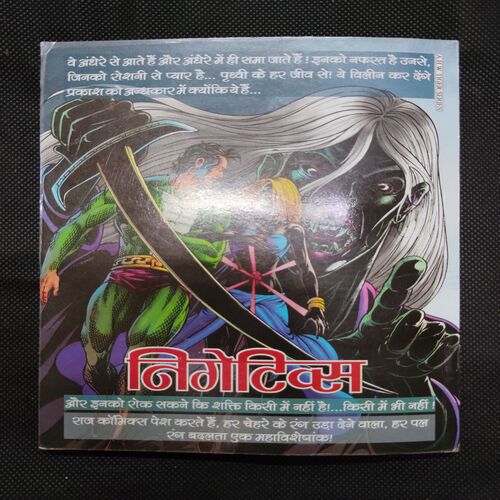 वे अंधेरे से आते हैं और अंधेरे में ही समा जाते हैं ! इनको नफरत है उनसे,
जिनको रोशनी से प्यार है... पृथ्वी के हर जीव से! ये विलीन कर देंगे
प्रकाश को अन्धकार में क्योंकि ये हैं...
निगेटिव्स
और इनको रोक सकने कि शक्ति किसी में नहीं है!...किसी में भी नहीं !
राज कॉमिक्स पेश करते हैं, हर चेहरे के रंग उड़ा देने वाला, हर पल
रंग बदलता एक महाविशेषांक!